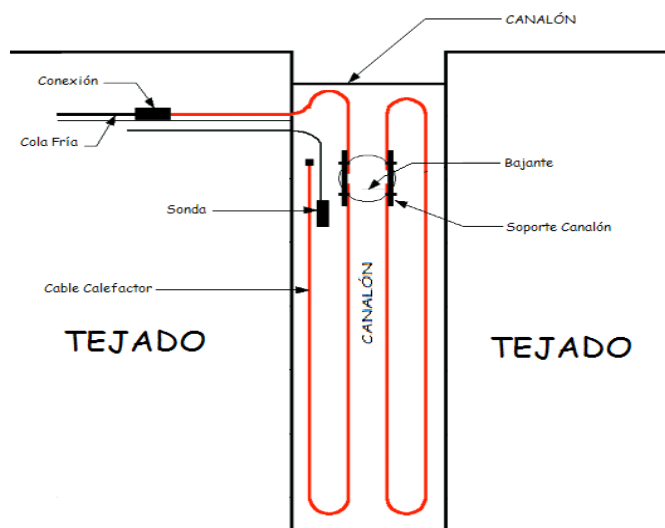 CANALÓN
Conexión
Cola Fría
Bajante
Sonda
Soporte Canalón
CANALÓN
Cable Calefactor
TEJADO
TEJADO